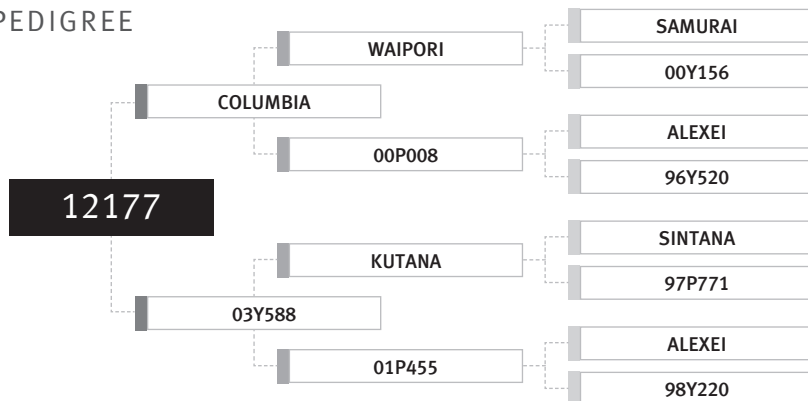 PEDIGREE
SAMURAI
WAIPORI
00Y156
COLUMBIA
ALEXEI
00P008
96Y520
12177
SINTANA
KUTANA
97P771
03Y588
ALEXEI
01P455
98Y220